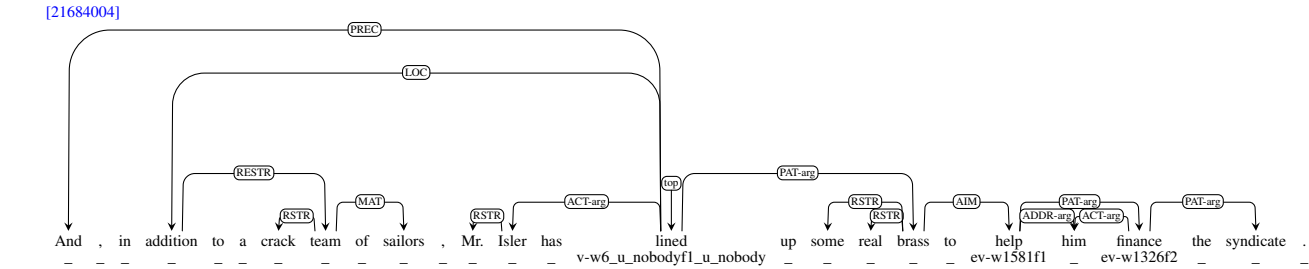 [21684004]
PREC
LOC
RESTR
PAT-arg
top
MAT
ACT-arg
RSTR
AIM
PAT-arg
PAT-arg
RSTR
RSTR
RSTR
ADDR-arg
ACT-arg
And , in addition to a crack team of sailors , Mr. Isler has lined up some real brass to help him finance the syndicate .
_ _ _ _ _ _ _ _ _ _ _ _ _ _ v-w6_u_nobodyf1_u_nobody _ _ _ _ _ ev-w1581f1 _ ev-w1326f2 _ _ _